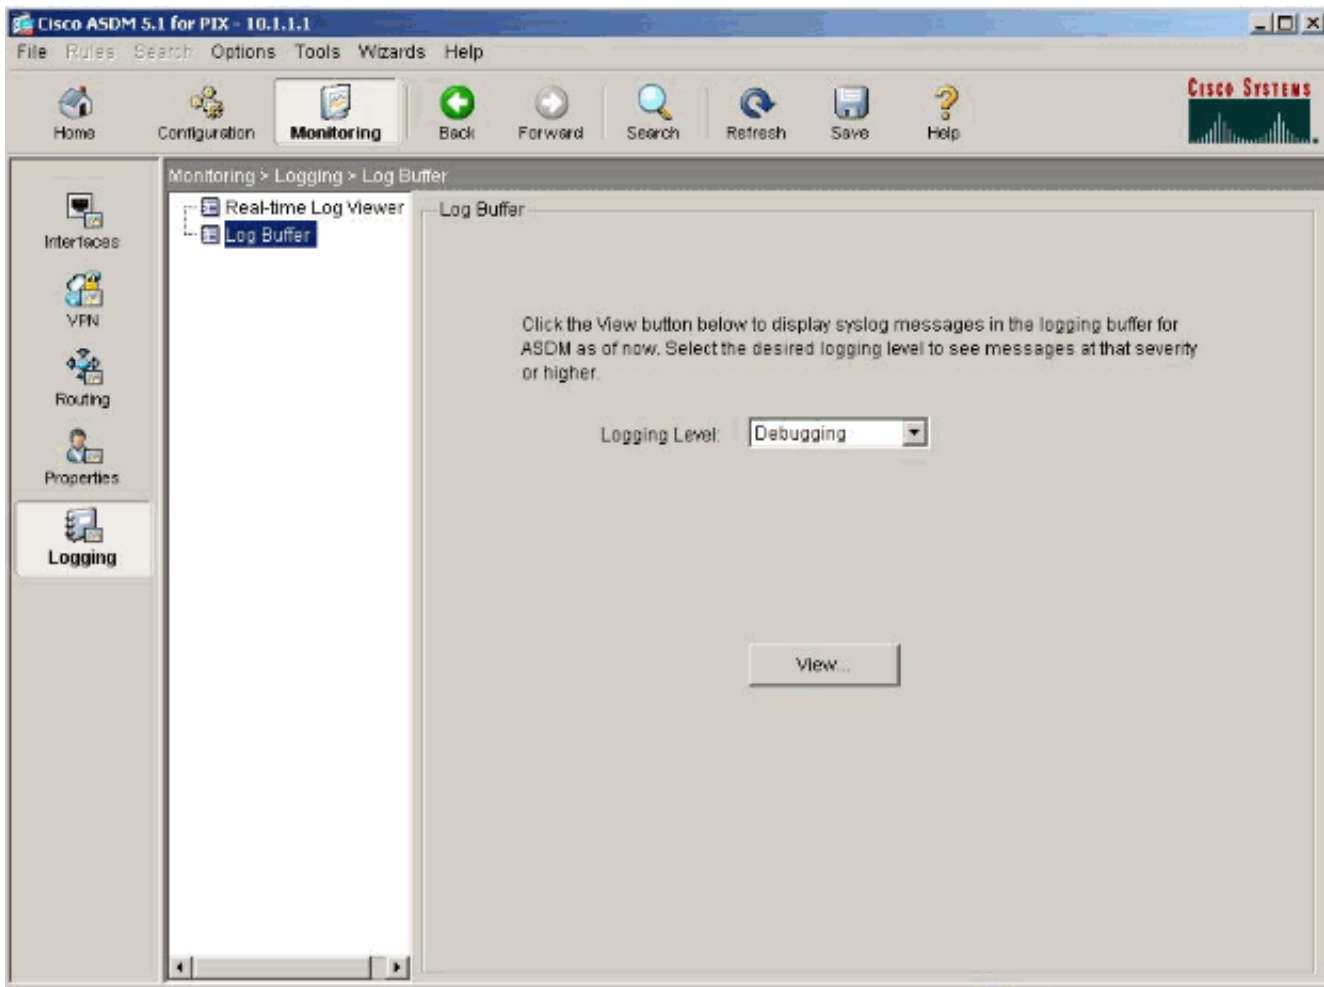 Cisco ASDM 5.1 for PIX - 10.1.1.1
File Rules Search Options Tools Wizards Help
Home Configuration Monitoring Back Forward Search Refresh Save Help
CISCO SYSTEMS
Monitoring > Logging > Log Buffer
Interfaces
VPN
Routing
Properties
Logging
Real-time Log Viewer
Log Buffer
Log Buffer
Click the View button below to display syslog messages in the logging buffer for
ASDM as of now. Select the desired logging level to see messages at that severity
or higher.
Logging Level: Debugging
View...